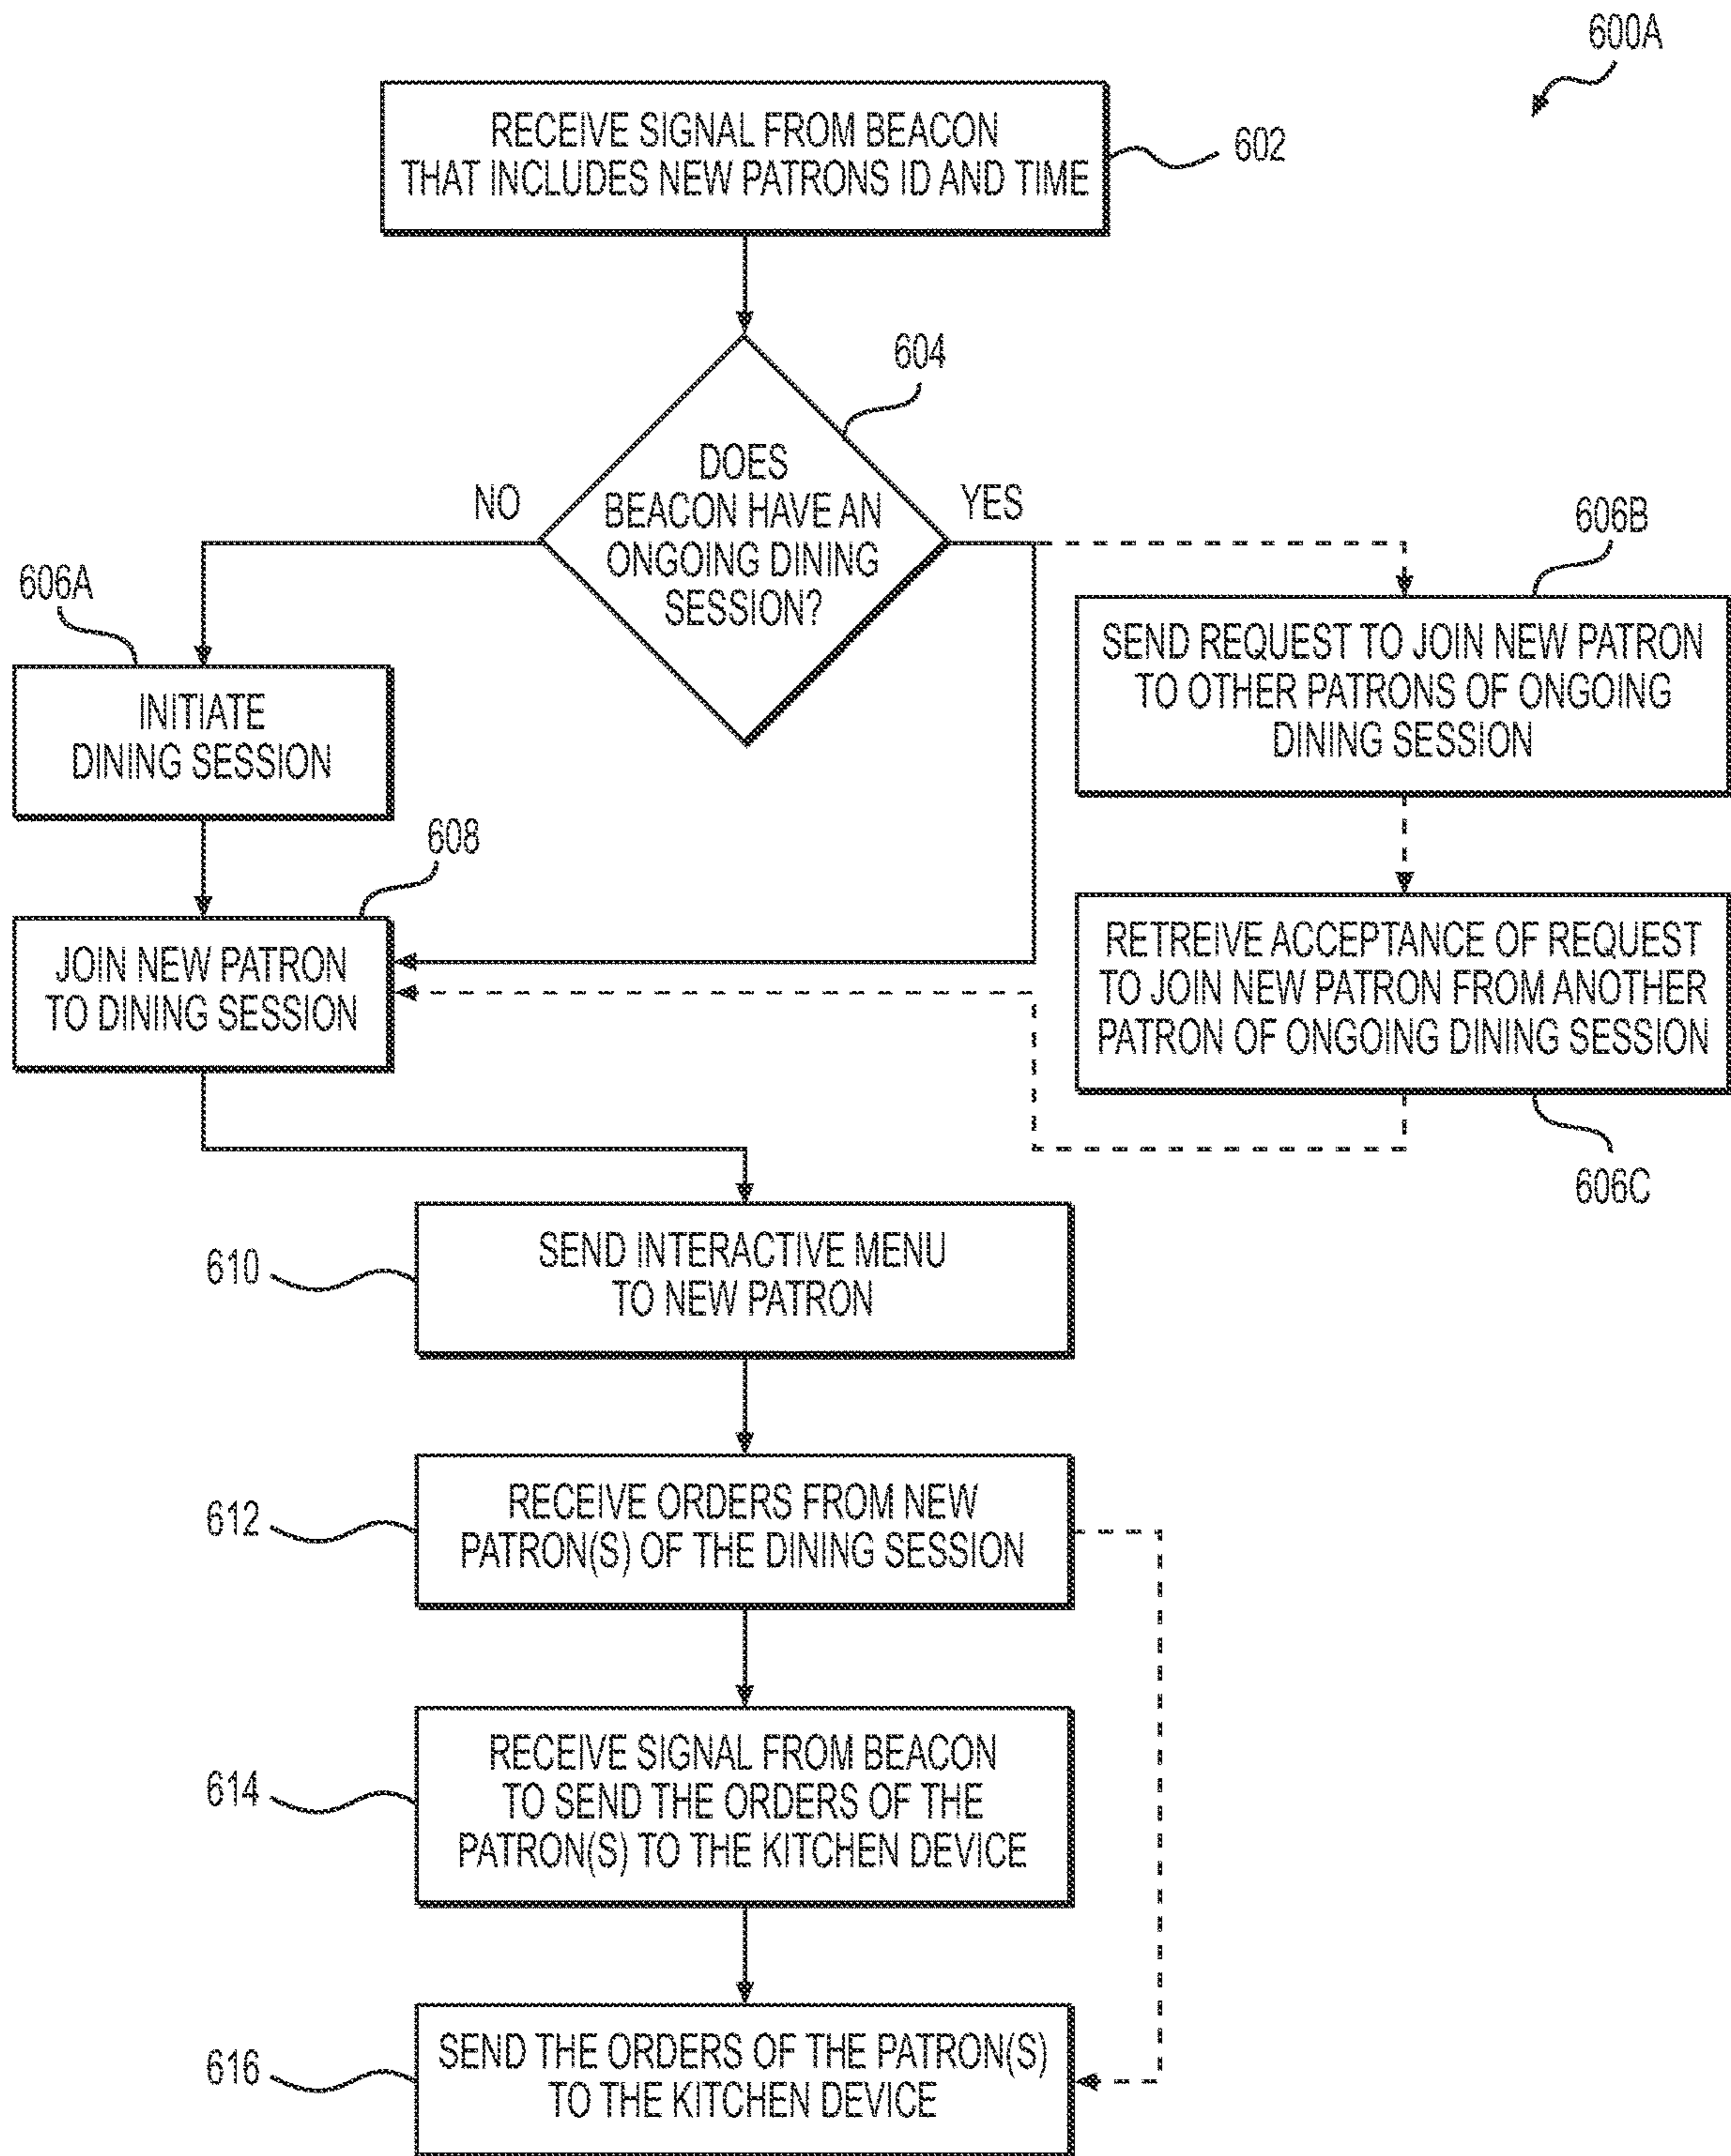 600A
RECEIVE SIGNAL FROM BEACON
THAT INCLUDES NEW PATRONS ID AND TIME
602
604
DOES
BEACON HAVE AN
ONGOING DINING
SESSION?
NO
YES
606A
INITIATE
DINING SESSION
606B
SEND REQUEST TO JOIN NEW PATRON
TO OTHER PATRONS OF ONGOING
DINING SESSION
608
JOIN NEW PATRON
TO DINING SESSION
RETREIVE ACCEPTANCE OF REQUEST
TO JOIN NEW PATRON FROM ANOTHER
PATRON OF ONGOING DINING SESSION
606C
610
SEND INTERACTIVE MENU
TO NEW PATRON
612
RECEIVE ORDERS FROM NEW
PATRON(S) OF THE DINING SESSION
614
RECEIVE SIGNAL FROM BEACON
TO SEND THE ORDERS OF THE
PATRON(S) TO THE KITCHEN DEVICE
616
SEND THE ORDERS OF THE PATRON(S)
TO THE KITCHEN DEVICE